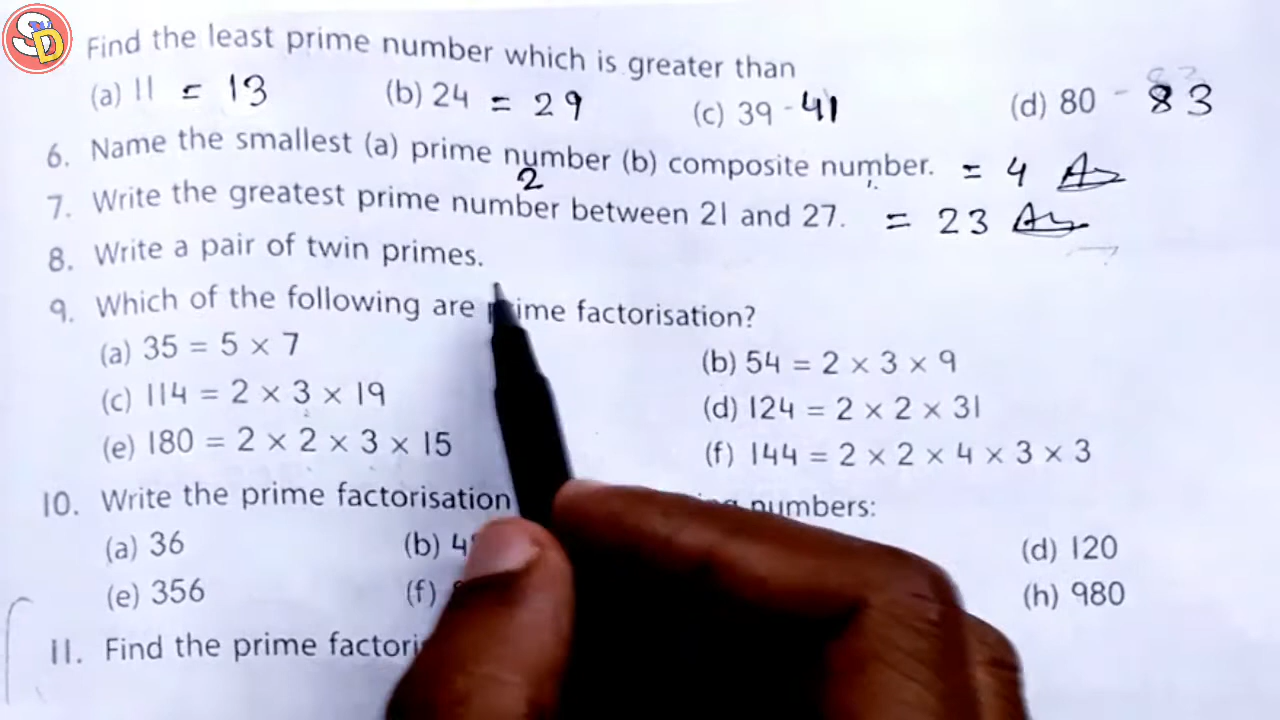 SD
Find the least prime number which is greater than
(a) 11 = 13 (b) 24 = 29 (c) 39 - 41 (d) 80 - 83
6. Name the smallest (a) prime number (b) composite number. = 4 Ans
2
7. Write the greatest prime number between 21 and 27. = 23 Ans
8. Write a pair of twin primes.
9. Which of the following are prime factorisation?
(a) 35 = 5 × 7 (b) 54 = 2 × 3 × 9
(c) 114 = 2 × 3 × 19 (d) 124 = 2 × 2 × 31
(e) 180 = 2 × 2 × 3 × 15 (f) 144 = 2 × 2 × 4 × 3 × 3
10. Write the prime factorisation numbers:
(a) 36 (b) 4 (d) 120
(e) 356 (f) (h) 980
11. Find the prime